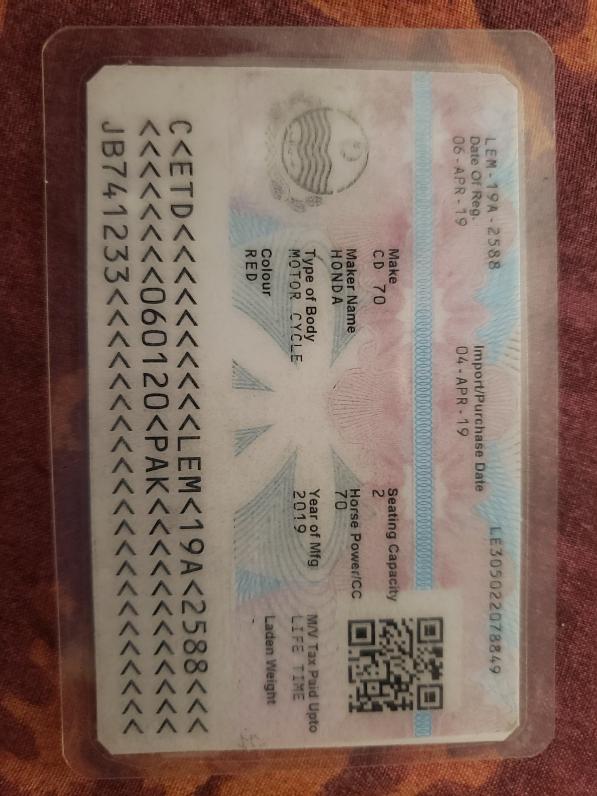 LEM-19A-2588
LE305022078849
Date Of Reg.
Import/Purchase Date
06-APR-19
04-APR-19
Make
Seating Capacity
CD 70
2
Maker Name
Horse Power/CC
HONDA
70
Type of Body
Year of Mfg
M/V Tax Paid Upto
MOTOR CYCLE
2019
LIFE TIME
Colour
Laden Weight
RED
C<ETD<<<<<<<<<<<LEM<19A<2588<<
<<<<<<<<060120<PAK<<<<<<<<<<<<
JB741233<<<<<<<<<<<<<<<<<<<<<<